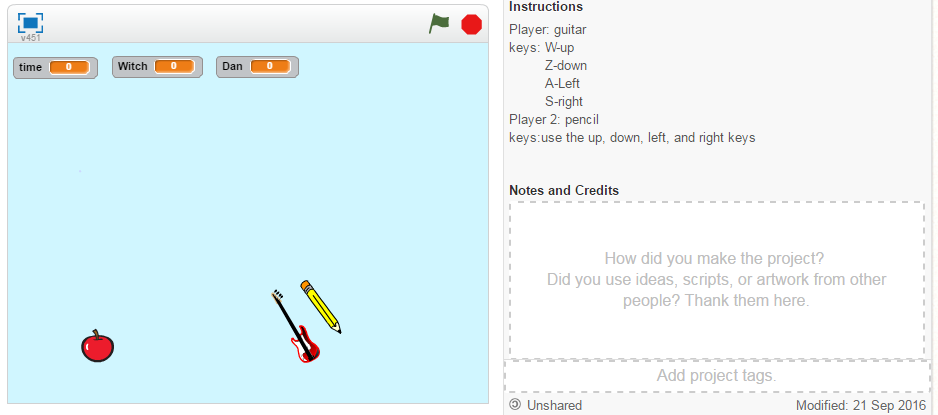 v451
time 0
Witch 0
Dan 0
Instructions
Player: guitar
keys: W-up
Z-down
A-Left
S-right
Player 2: pencil
keys:use the up, down, left, and right keys
Notes and Credits
How did you make the project?
Did you use ideas, scripts, or artwork from other
people? Thank them here.
Add project tags.
© Unshared
Modified: 21 Sep 2016